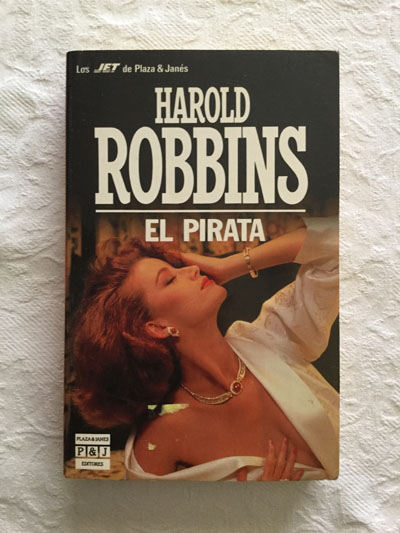 Los JET de Plaza & Janés
HAROLD
ROBBINS
EL PIRATA
PLAZA & JANES
P&J
EDITORES